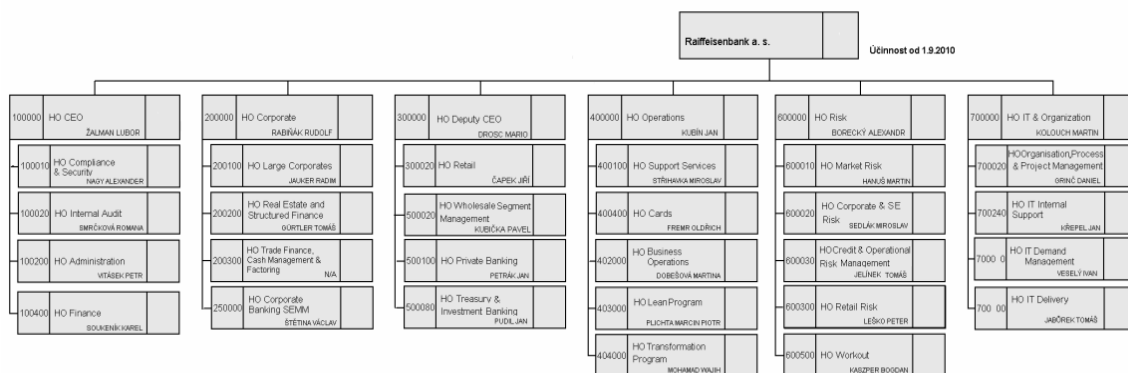 Raiffeisenbank a. s.
Účinnost od 1.9.2010
100000 HO CEO
ŽALMAN LUBOR
100010 HO Compliance
& Security
NAGY ALEXANDER
100020 HO Internal Audit
SMRČKOVÁ ROMANA
100200 HO Administration
VITÁSEK PETR
100400 HO Finance
SOUKENÍK KAREL
200000 HO Corporate
RABIŇÁK RUDOLF
200100 HO Large Corporates
JAUKER RADIM
200200 HO Real Estate and
Structured Finance
GÜRTLER TOMÁŠ
200300 HO Trade Finance,
Cash Management &
Factoring
N/A
250000 HO Corporate
Banking SEMM
ŠTĚTINA VÁCLAV
300000 HO Deputy CEO
DROSC MARIO
300020 HO Retail
ČAPEK JIŘÍ
500020 HO Wholesale Segment
Management
KUBIČKA PAVEL
500100 HO Private Banking
PETRÁK JAN
500080 HO Treasury &
Investment Banking
PUDIL JAN
400000 HO Operations
KUBÍN JAN
400100 HO Support Services
STŘIHAVKA MIROSLAV
400400 HO Cards
FREMR OLDŘICH
402000 HO Business
Operations
DOBEŠOVÁ MARTINA
403000 HO Lean Program
PLICHTA MARCIN PIOTR
404000 HO Transformation
Program
MOHAMAD WAJIH
600000 HO Risk
BORECKÝ ALEXANDR
600010 HO Market Risk
HANUŠ MARTIN
600020 HO Corporate & SE
Risk
SEDLÁK MIROSLAV
600030 HO Credit & Operational
Risk Management
JELÍNEK TOMÁŠ
600300 HO Retail Risk
LEŠKO PETER
600500 HO Workout
KASZPER BOGDAN
700000 HO IT & Organization
KOLOUCH MARTIN
700020 HO Organisation, Process
& Project Management
GRINČ DANIEL
700240 HO IT Internal
Support
KŘEPEL JAN
7000 0 HO IT Demand
Management
VESELÝ IVAN
700 00 HO IT Delivery
JABŮREK TOMÁŠ